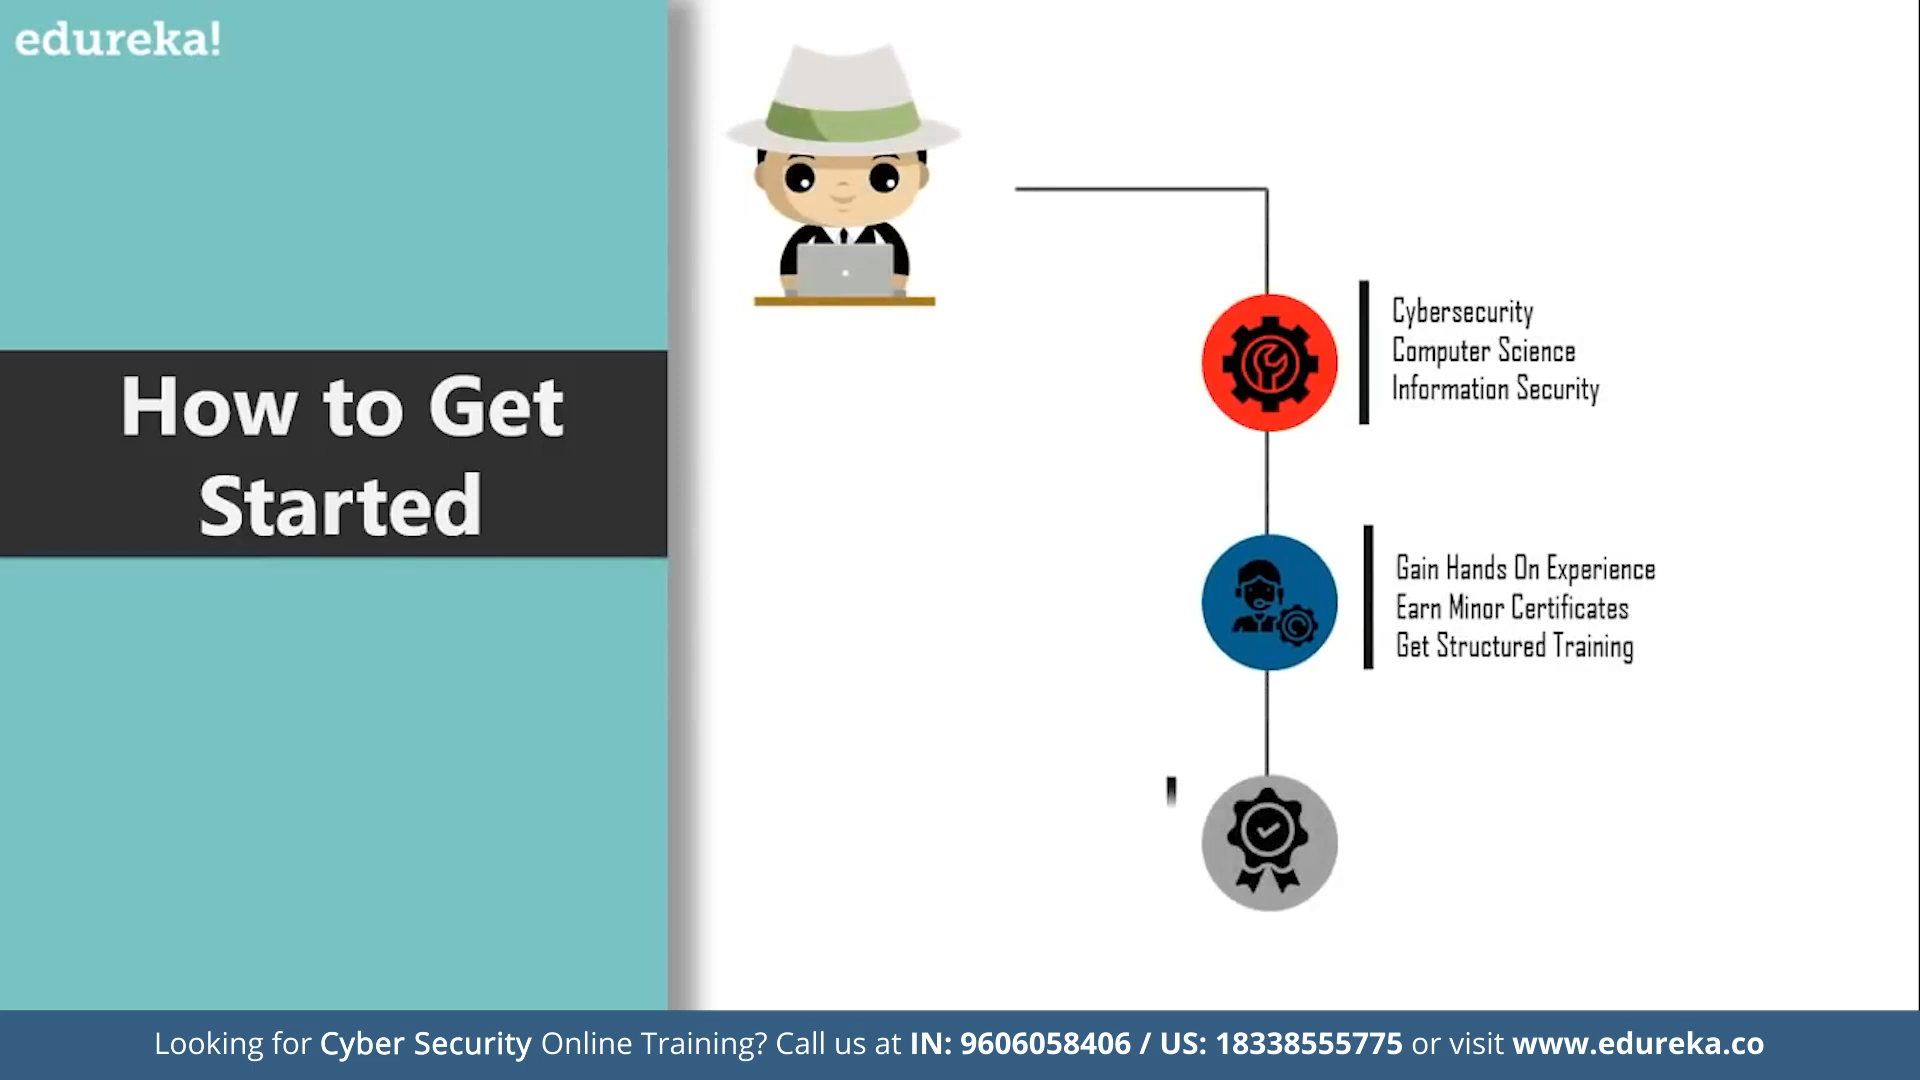 edureka!
How to Get
Started
Cybersecurity
Computer Science
Information Security
Gain Hands On Experience
Earn Minor Certificates
Get Structured Training
Looking for Cyber Security Online Training? Call us at IN: 9606058406 / US: 18338555775 or visit www.edureka.co